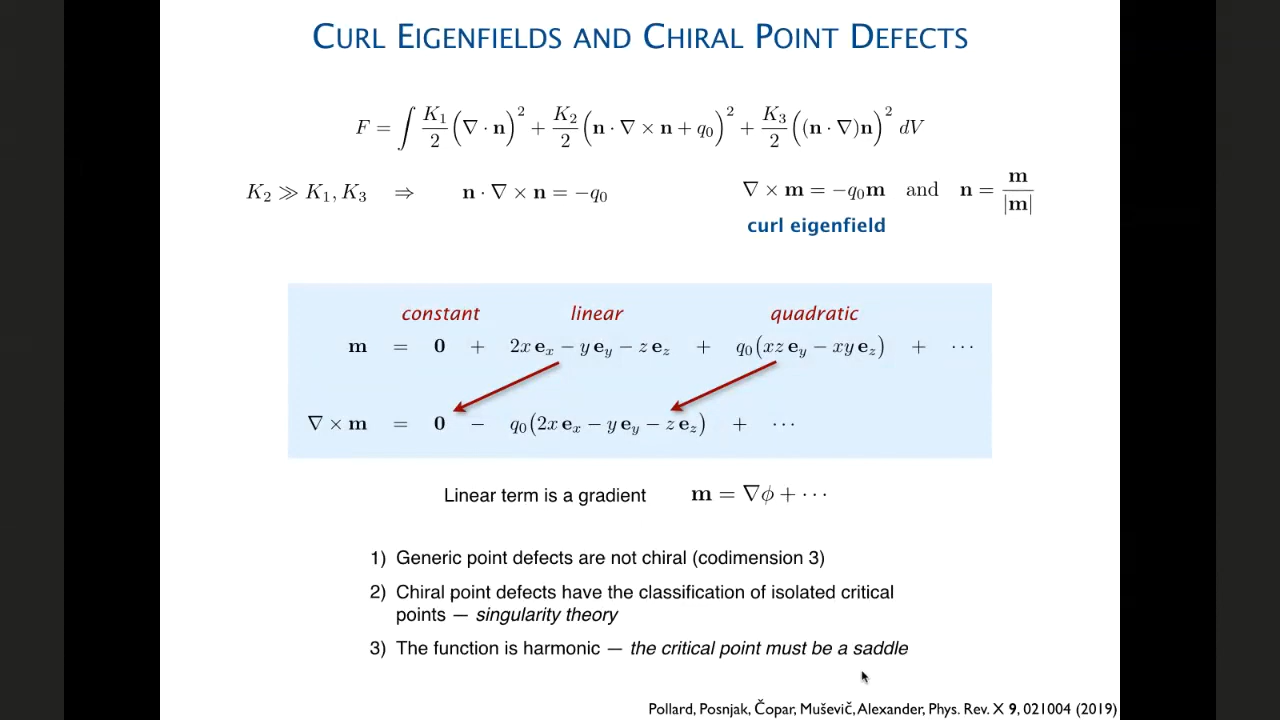 CURL EIGENFIELDS AND CHIRAL POINT DEFECTS
F = ∫ K₁/2 (∇ · n)² + K₂/2 (n · ∇ × n + q₀)² + K₃/2 ((n · ∇)n)² dV
K₂ ≫ K₁, K₃ ⇒ n · ∇ × n = −q₀ ∇ × m = −q₀m and n = m/|m|
curl eigenfield
constant linear quadratic
m = 0 + 2x eₓ − y e_y − z e_z + q₀(xz e_y − xy e_z) + ⋯
∇ × m = 0 − q₀(2x eₓ − y e_y − z e_z) + ⋯
Linear term is a gradient m = ∇ϕ + ⋯
1) Generic point defects are not chiral (codimension 3)
2) Chiral point defects have the classification of isolated critical
points — singularity theory
3) The function is harmonic — the critical point must be a saddle
Pollard, Posnjak, Čopar, Muševič, Alexander, Phys. Rev. X 9, 021004 (2019)